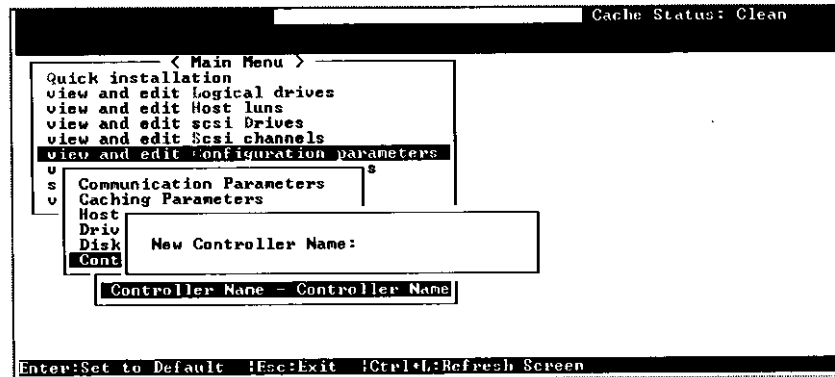 Cache Status: Clean
< Main Menu >
Quick installation
view and edit Logical drives
view and edit Host luns
view and edit scsi Drives
view and edit Scsi channels
view and edit Configuration parameters
v s
s Communication Parameters
v Caching Parameters
Host
Driv
Disk
Cont
New Controller Name:
Controller Name - Controller Name
Enter:Set to Default |Esc:Exit |Ctrl+L:Refresh Screen